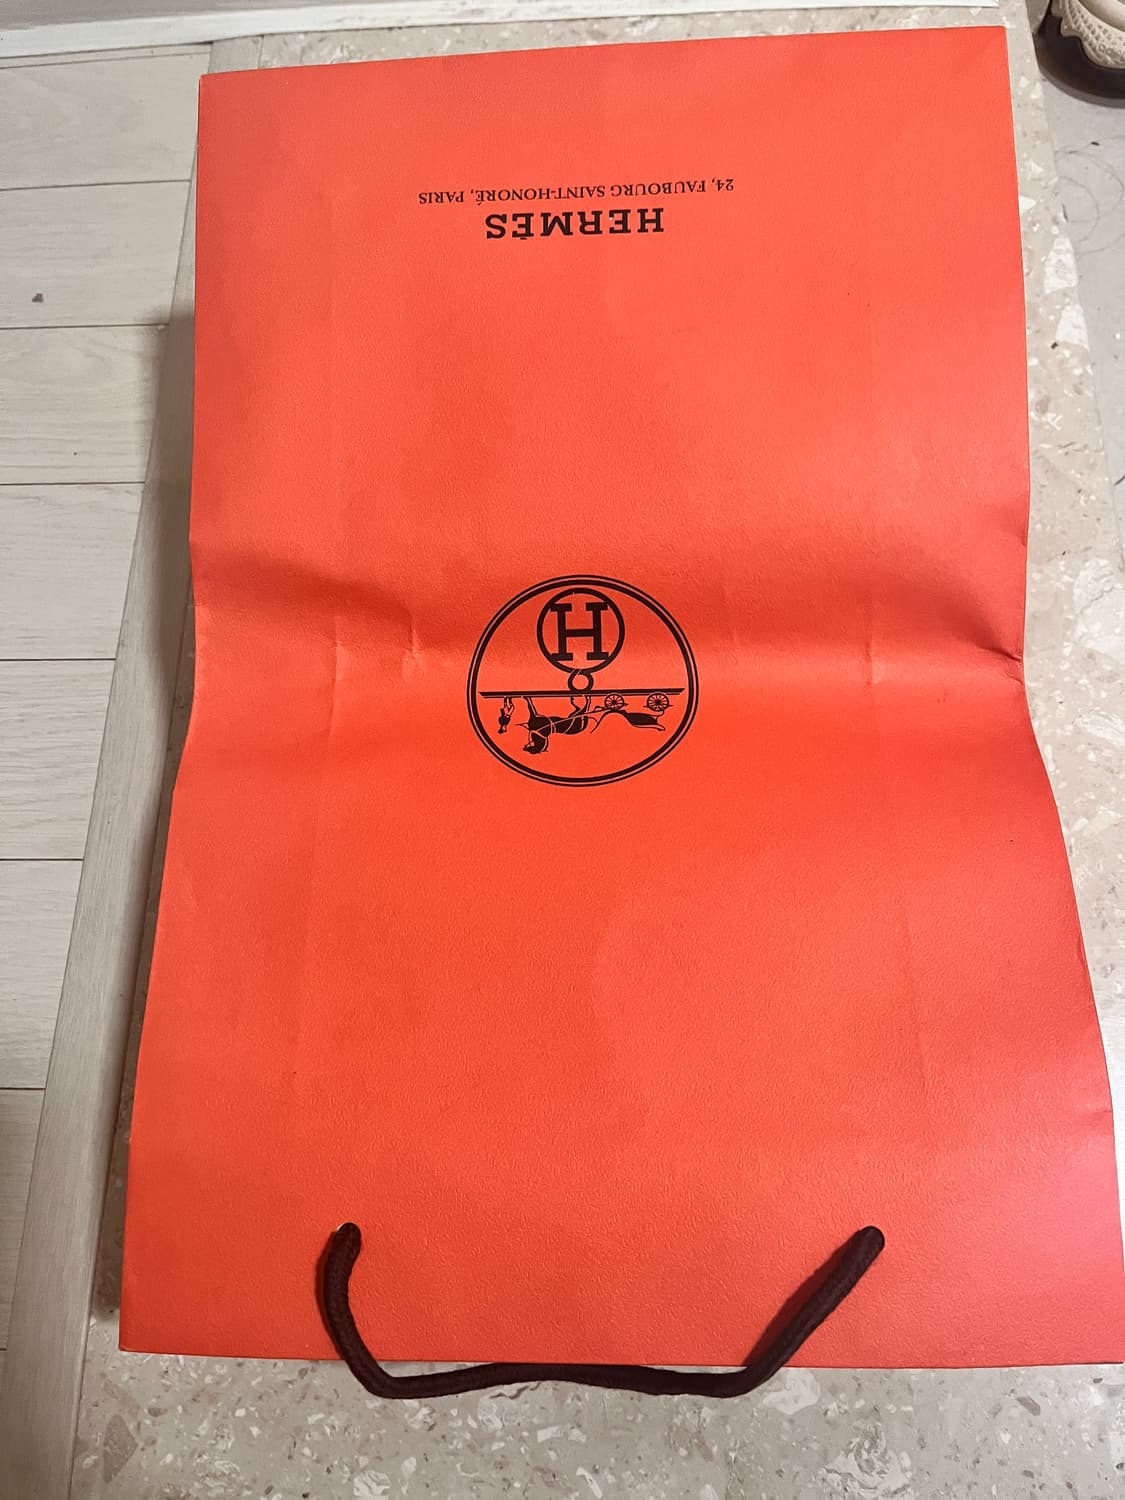 H
HERMÈS
24, FAUBOURG SAINT-HONORÉ, PARIS